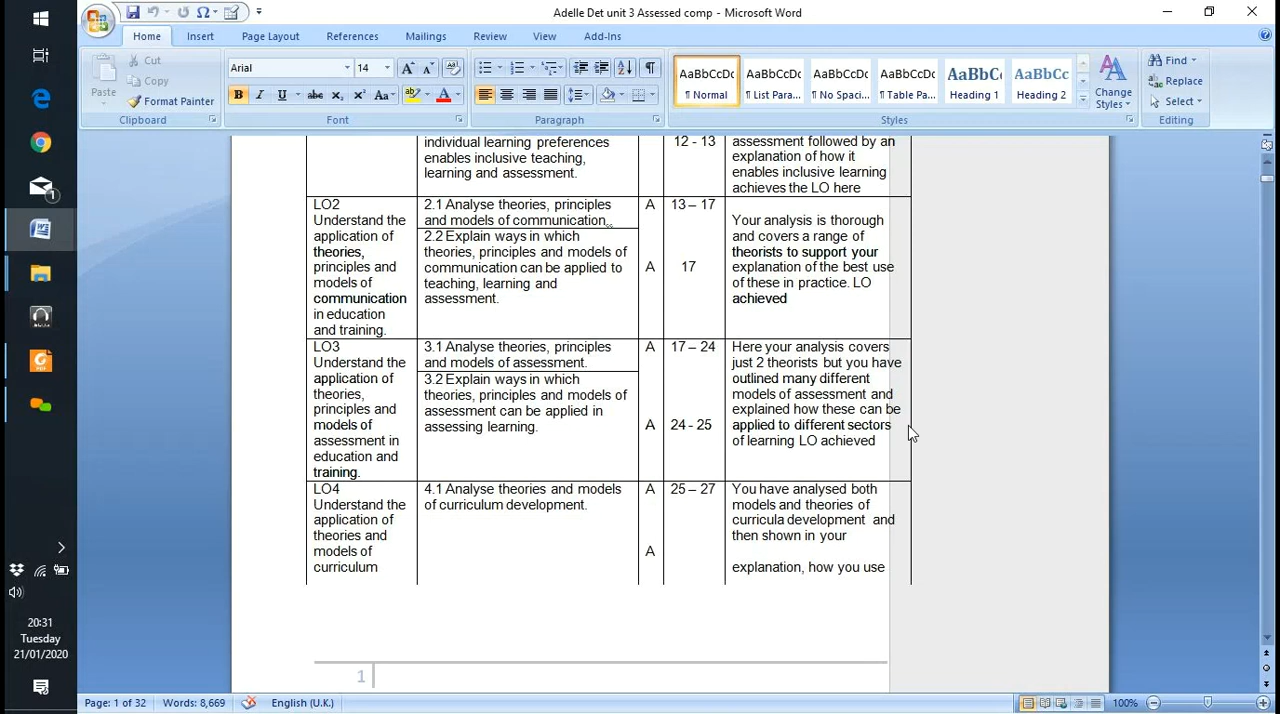 Adelle Det unit 3 Assessed comp - Microsoft Word
Home Insert Page Layout References Mailings Review View Add-Ins
Paste
Cut
Copy
Format Painter
Clipboard
Arial 14
Font
Paragraph
AaBbCcDc AaBbCcDc AaBbCcDc AaBbCcDc AaBbCc AaBbCc
¶ Normal ¶ List Para... ¶ No Spaci... ¶ Table Pa... Heading 1 Heading 2
Change Styles
Styles
Find
Replace
Select
Editing
individual learning preferences
enables inclusive teaching,
learning and assessment.
12 - 13
assessment followed by an
explanation of how it
enables inclusive learning
achieves the LO here
LO2
Understand the
application of
theories,
principles and
models of
communication
in education
and training.
2.1 Analyse theories, principles
and models of communication.
2.2 Explain ways in which
theories, principles and models of
communication can be applied to
teaching, learning and
assessment.
A
A
13 – 17
17
Your analysis is thorough
and covers a range of
theorists to support your
explanation of the best use
of these in practice. LO
achieved
LO3
Understand the
application of
theories,
principles and
models of
assessment in
education and
training.
3.1 Analyse theories, principles
and models of assessment.
3.2 Explain ways in which
theories, principles and models of
assessment can be applied in
assessing learning.
A
A
17 – 24
24 - 25
Here your analysis covers
just 2 theorists but you have
outlined many different
models of assessment and
explained how these can be
applied to different sectors
of learning LO achieved
LO4
Understand the
application of
theories and
models of
curriculum
4.1 Analyse theories and models
of curriculum development.
A
A
25 – 27
You have analysed both
models and theories of
curricula development and
then shown in your
explanation, how you use
1
20:31
Tuesday
21/01/2020
Page: 1 of 32 Words: 8,669 English (U.K.) 100%